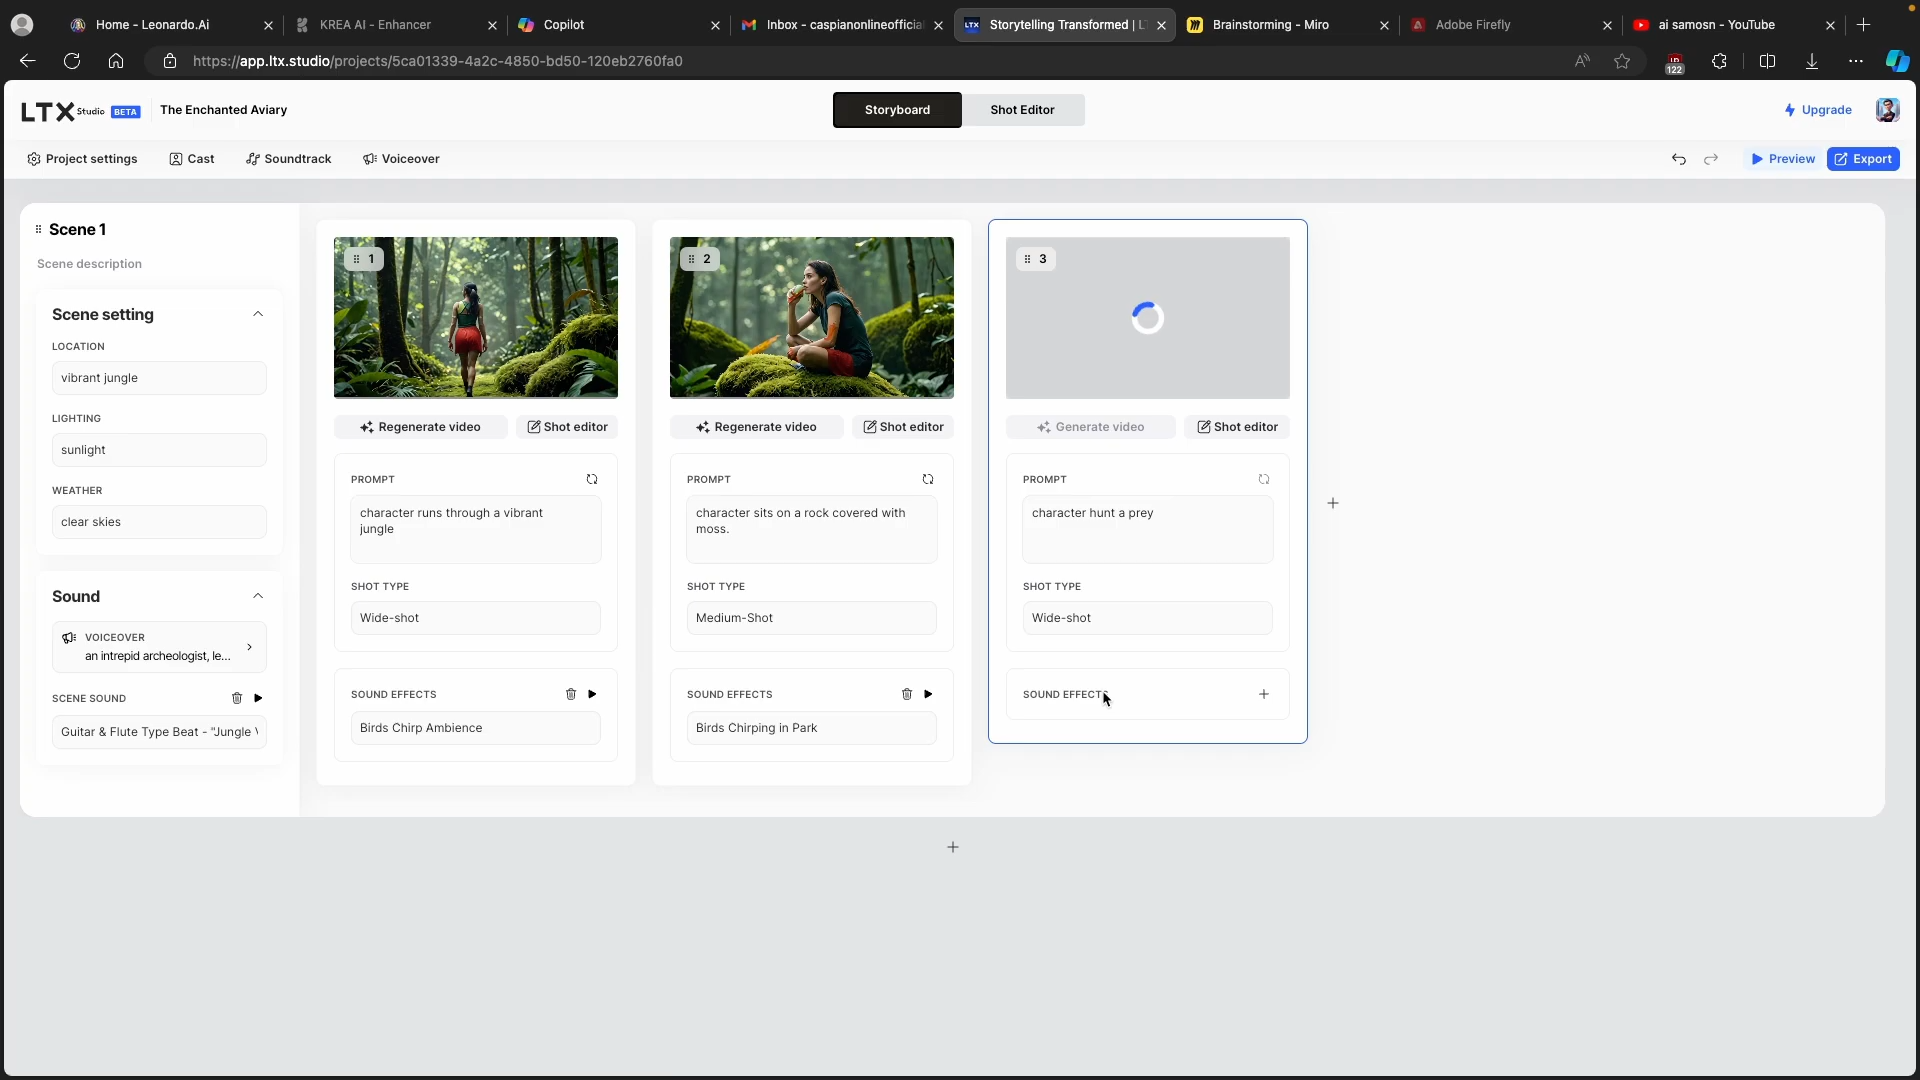 Home - Leonardo.Ai
KREA AI - Enhancer
Copilot
Inbox - caspianonlineofficia
LTX Storytelling Transformed | L
Brainstorming - Miro
Adobe Firefly
ai samosn - YouTube
https://app.ltx.studio/projects/5ca01339-4a2c-4850-bd50-120eb2760fa0
122
LTX Studio BETA
The Enchanted Aviary
Storyboard
Shot Editor
Upgrade
Project settings
Cast
Soundtrack
Voiceover
Preview
Export
Scene 1
Scene description
Scene setting
LOCATION
vibrant jungle
LIGHTING
sunlight
WEATHER
clear skies
Sound
VOICEOVER
an intrepid archeologist, le...
SCENE SOUND
Guitar & Flute Type Beat - "Jungle
1
Regenerate video
Shot editor
PROMPT
character runs through a vibrant
jungle
SHOT TYPE
Wide-shot
SOUND EFFECTS
Birds Chirp Ambience
2
Regenerate video
Shot editor
PROMPT
character sits on a rock covered with
moss.
SHOT TYPE
Medium-Shot
SOUND EFFECTS
Birds Chirping in Park
3
Generate video
Shot editor
PROMPT
character hunt a prey
SHOT TYPE
Wide-shot
SOUND EFFECTS